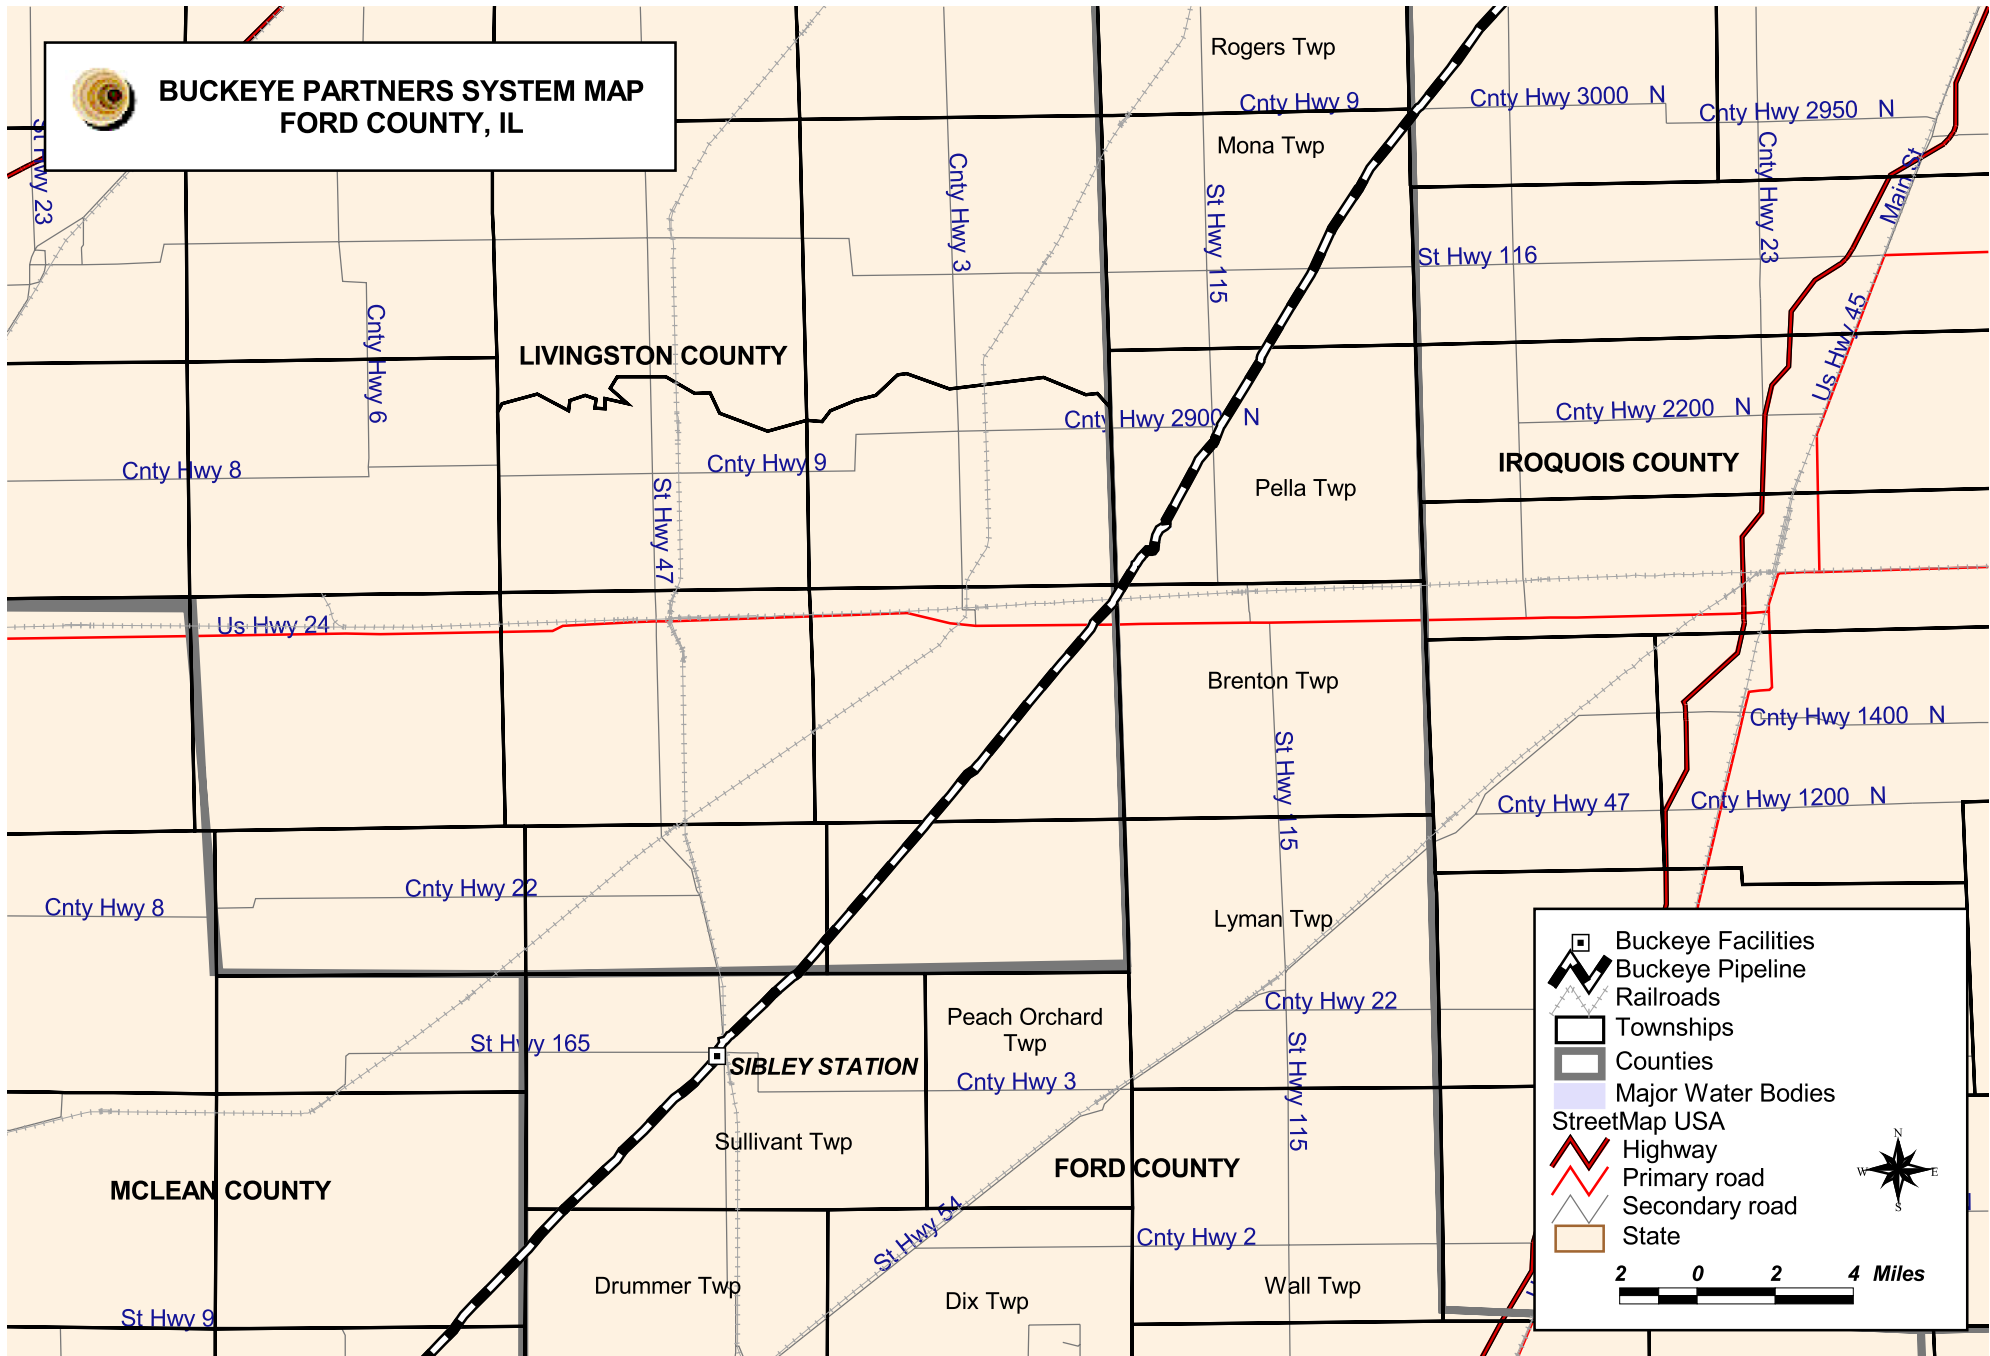 BUCKEYE PARTNERS SYSTEM MAP
FORD COUNTY, IL
Rogers Twp
Cnty Hwy 9
Cnty Hwy 3000 N
Cnty Hwy 2950 N
Mona Twp
St Hwy 23
Cnty Hwy 3
St Hwy 115
Cnty Hwy 23
Main St
St Hwy 116
Cnty Hwy 6
LIVINGSTON COUNTY
Us Hwy 45
Cnty Hwy 2900 N
Cnty Hwy 2200 N
Cnty Hwy 8
Cnty Hwy 9
IROQUOIS COUNTY
St Hwy 47
Pella Twp
Us Hwy 24
Brenton Twp
Cnty Hwy 1400 N
St Hwy 115
Cnty Hwy 47
Cnty Hwy 1200 N
Cnty Hwy 22
Cnty Hwy 8
Lyman Twp
Cnty Hwy 22
Peach Orchard
Twp
St Hwy 165
SIBLEY STATION
Cnty Hwy 3
St Hwy 115
Sullivant Twp
FORD COUNTY
MCLEAN COUNTY
St Hwy 54
Cnty Hwy 2
Drummer Twp
Dix Twp
Wall Twp
St Hwy 9
Buckeye Facilities
Buckeye Pipeline
Railroads
Townships
Counties
Major Water Bodies
StreetMap USA
Highway
Primary road
Secondary road
State
N
W E
S
2 0 2 4 Miles